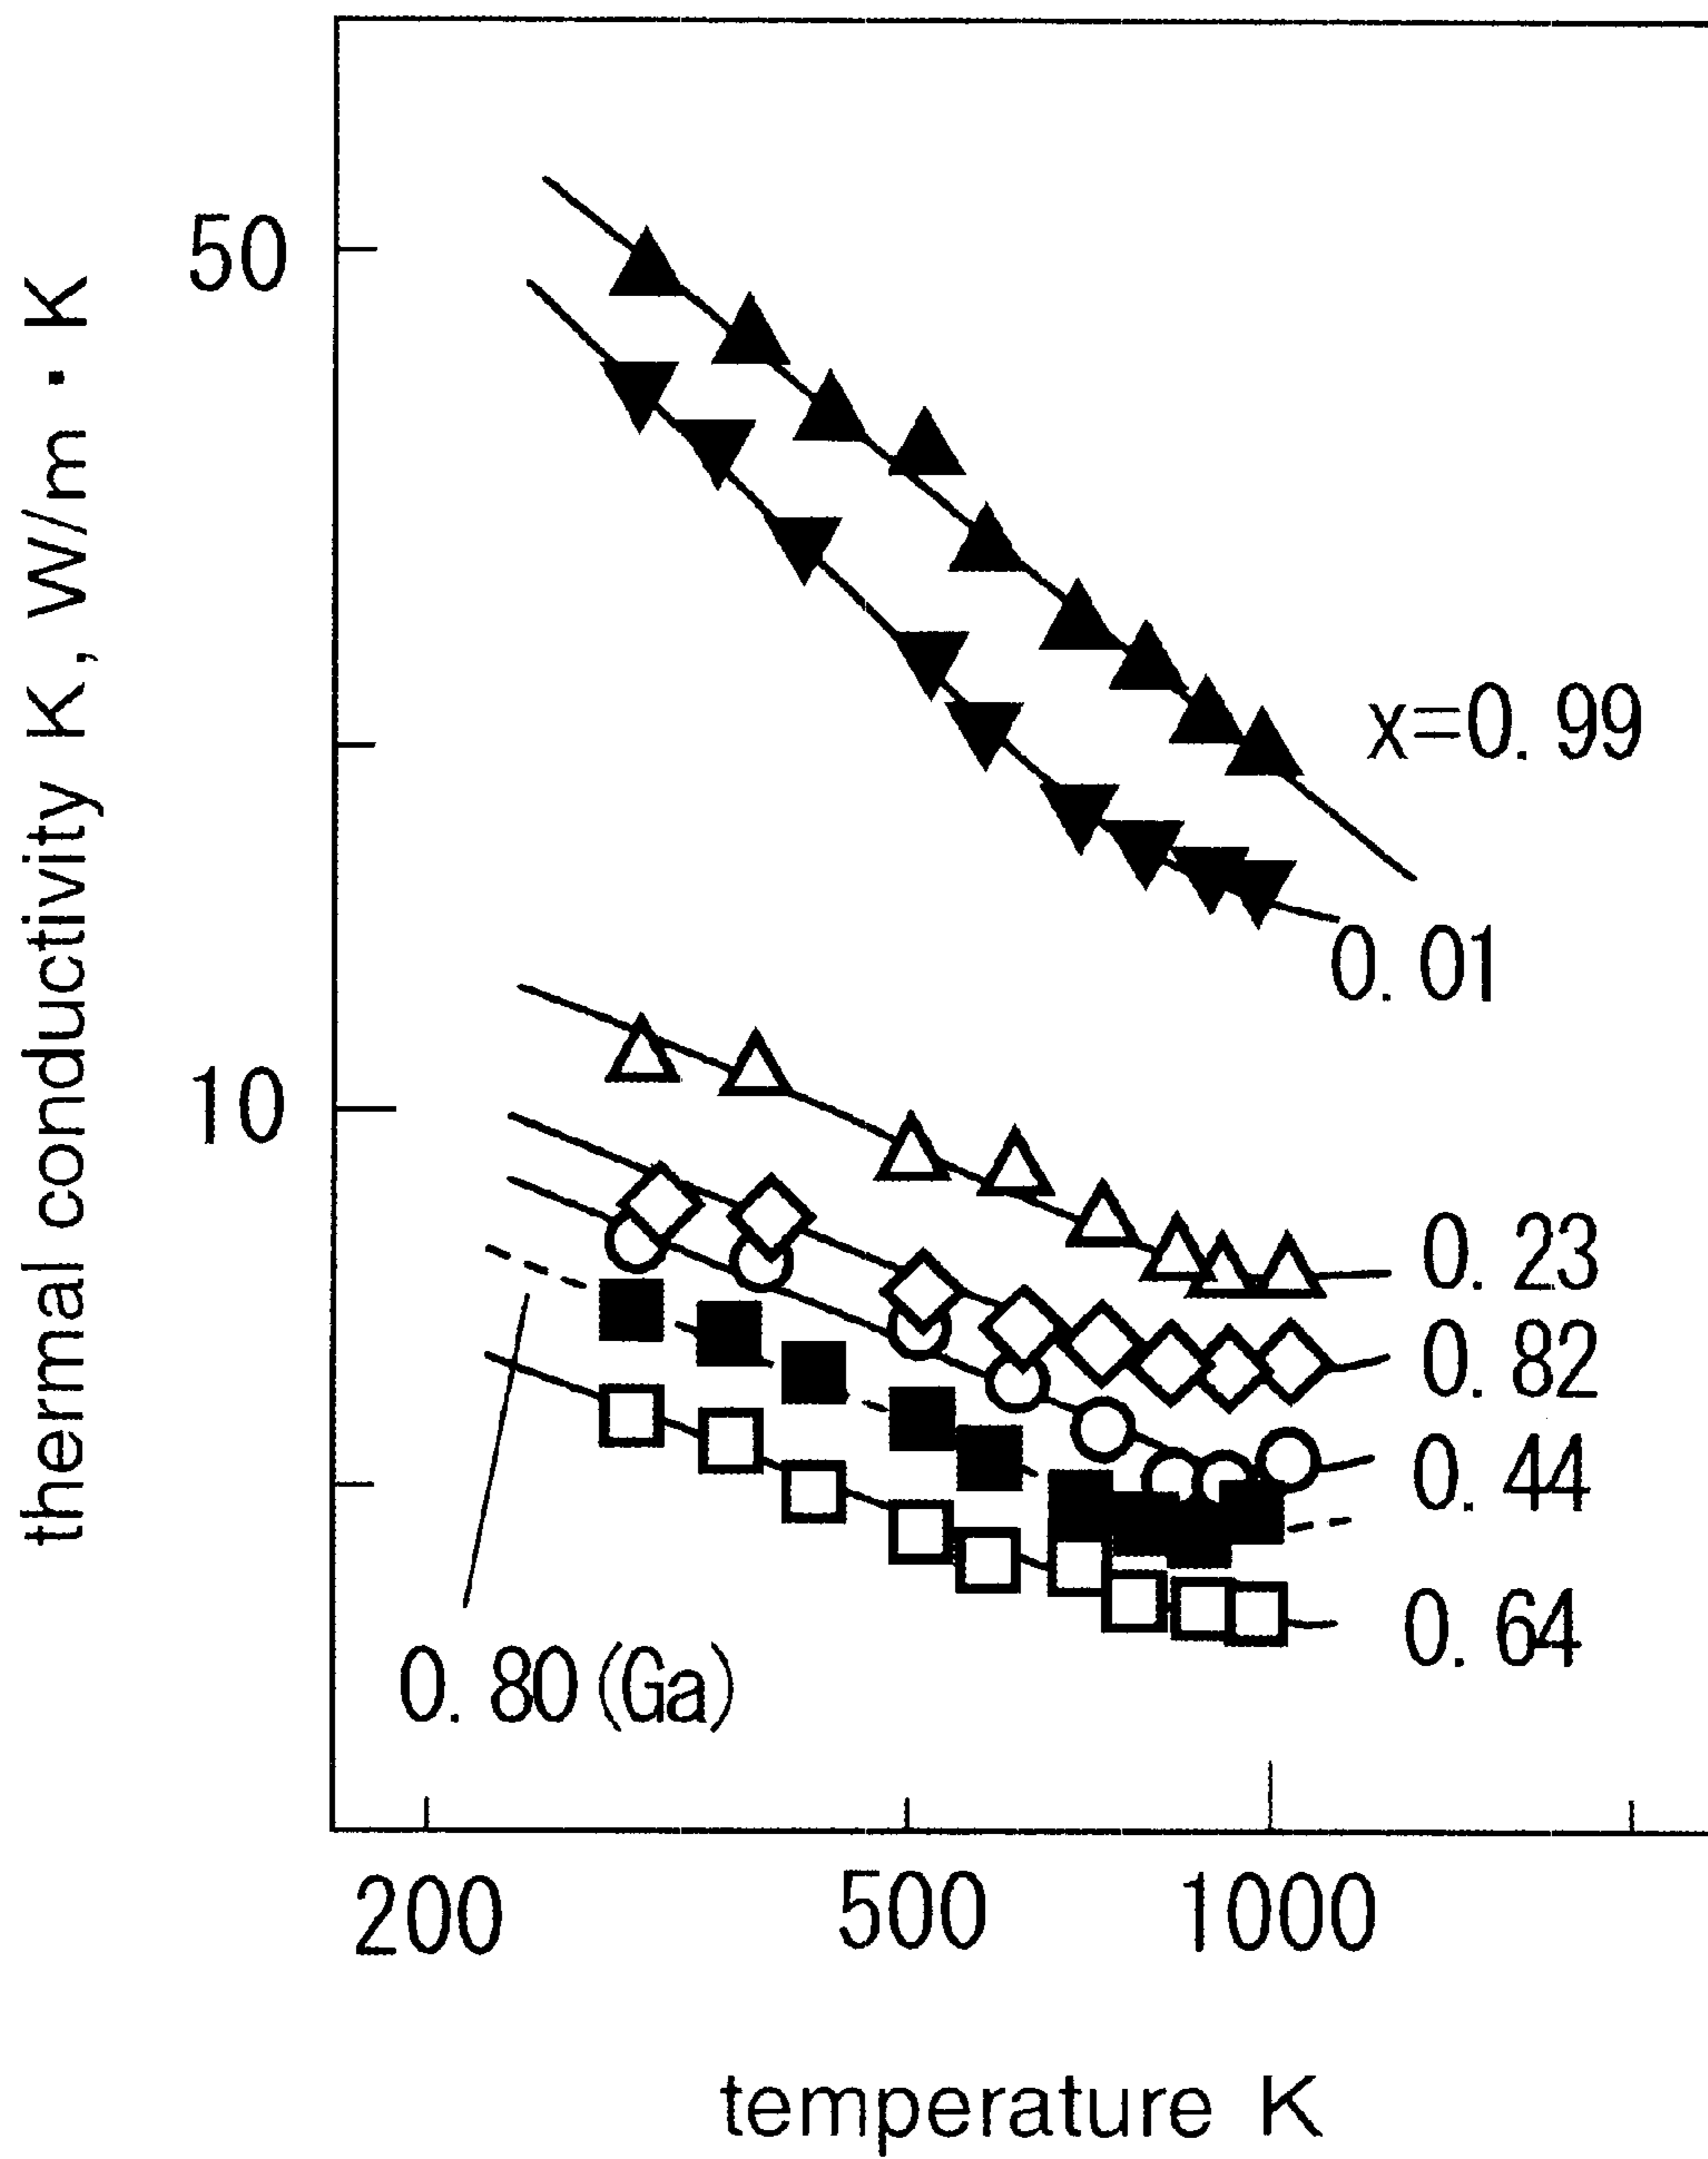 thermal conductivity K, W/m・K
50
10
x=0.99
0.01
0.23
0.82
0.44
0.64
0.80(Ga)
200
500
1000
temperature K